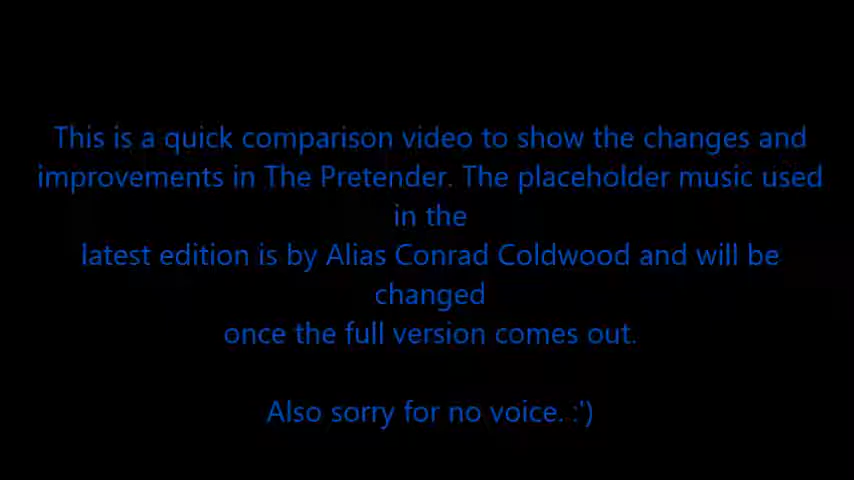 This is a quick comparison video to show the changes and
improvements in The Pretender. The placeholder music used
in the
latest edition is by Alias Conrad Coldwood and will be
changed
once the full version comes out.
Also sorry for no voice. :')